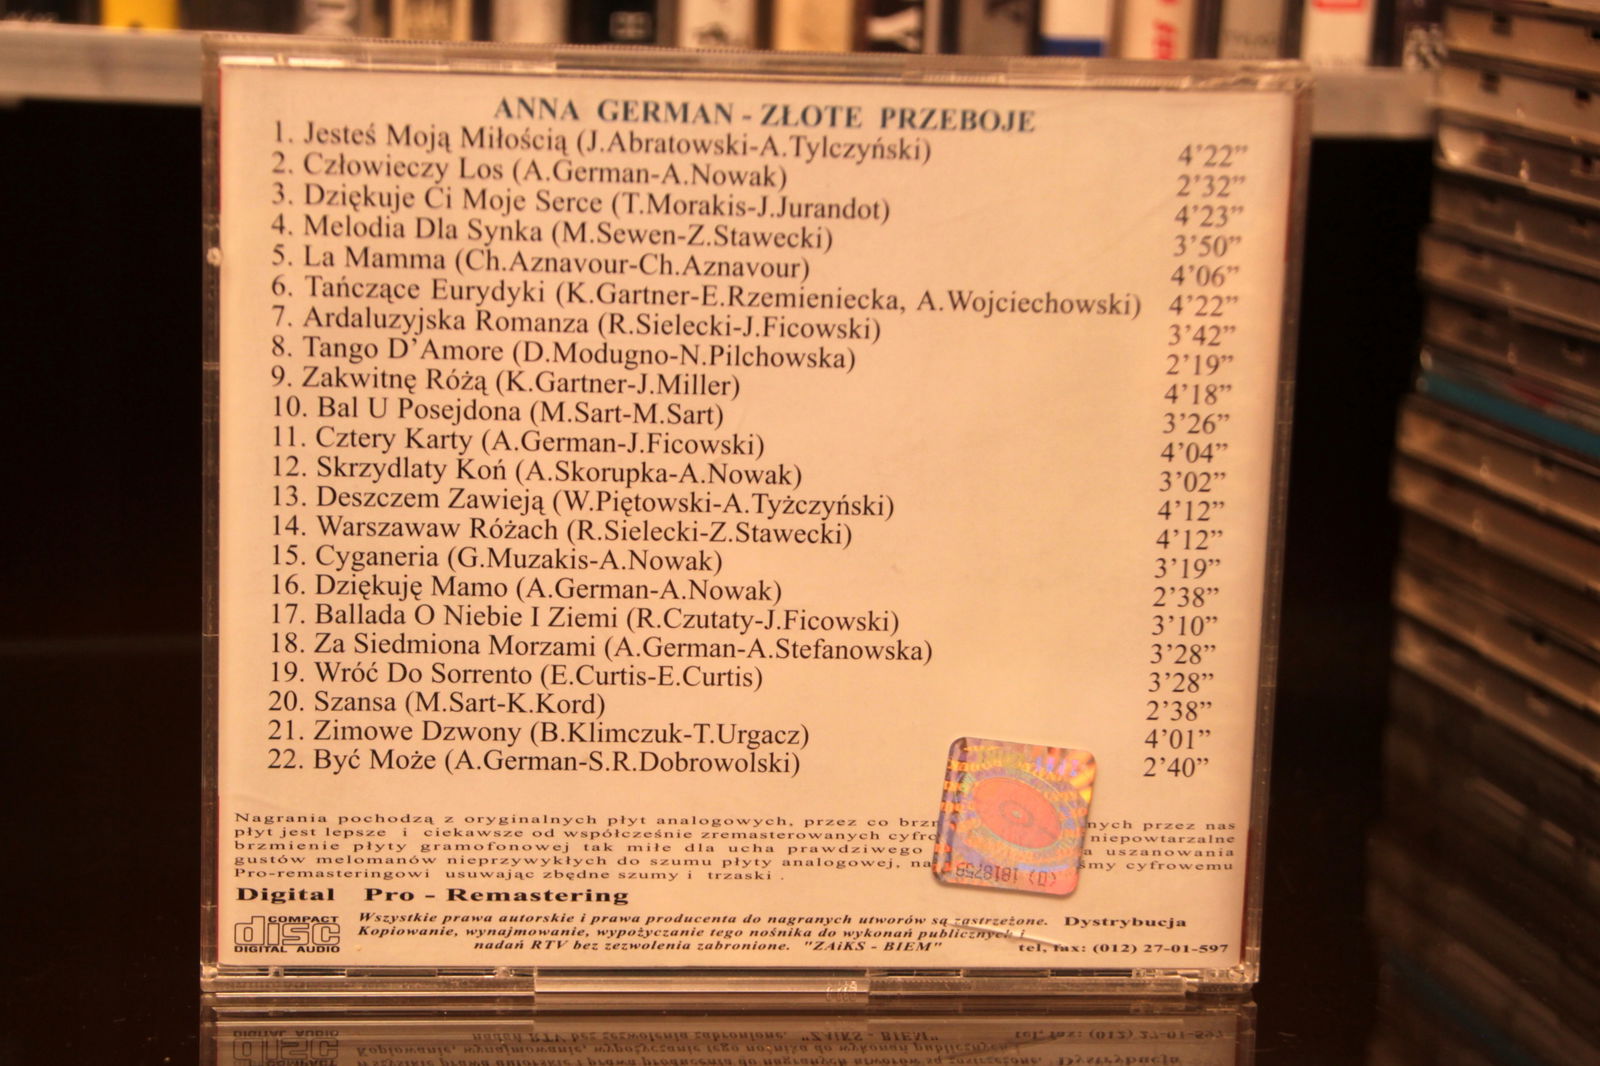 ANNA GERMAN - ZŁOTE PRZEBOJE
1. Jesteś Moją Miłością (J.Abratowski-A.Tylczyński) 4'22"
2. Człowieczy Los (A.German-A.Nowak) 2'32"
3. Dziękuje Ci Moje Serce (T.Morakis-J.Jurandot) 4'23"
4. Melodia Dla Synka (M.Sewen-Z.Stawecki) 3'50"
5. La Mamma (Ch.Aznavour-Ch.Aznavour) 4'06"
6. Tańczące Eurydyki (K.Gartner-E.Rzemieniecka, A.Wojciechowski) 4'22"
7. Ardaluzyjska Romanza (R.Sielecki-J.Ficowski) 3'42"
8. Tango D'Amore (D.Modugno-N.Pilchowska) 2'19"
9. Zakwitnę Różą (K.Gartner-J.Miller) 4'18"
10. Bal U Posejdona (M.Sart-M.Sart) 3'26"
11. Cztery Karty (A.German-J.Ficowski) 4'04"
12. Skrzydlaty Koń (A.Skorupka-A.Nowak) 3'02"
13. Deszczem Zawieją (W.Piętowski-A.Tyżczyński) 4'12"
14. Warszawaw Różach (R.Sielecki-Z.Stawecki) 4'12"
15. Cyganeria (G.Muzakis-A.Nowak) 3'19"
16. Dziękuję Mamo (A.German-A.Nowak) 2'38"
17. Ballada O Niebie I Ziemi (R.Czutaty-J.Ficowski) 3'10"
18. Za Siedmiona Morzami (A.German-A.Stefanowska) 3'28"
19. Wróć Do Sorrento (E.Curtis-E.Curtis) 3'28"
20. Szansa (M.Sart-K.Kord) 2'38"
21. Zimowe Dzwony (B.Klimczuk-T.Urgacz) 4'01"
22. Być Może (A.German-S.R.Dobrowolski) 2'40"
Nagrania pochodzą z oryginalnych płyt analogowych, przez co przez nas
płyt jest lepsze i ciekawsze od współcześnie zremasterowanych niepowtarzalne
brzmienie płyty gramofonowej tak miłe dla ucha prawdziwego uszanowania
gustów melomanów nieprzywykłych do szumu płyty analogowej, cyfrowemu
Pro-remasteringowi usuwając zbędne szumy i trzaski .
Digital Pro - Remastering
COMPACT disc DIGITAL AUDIO
Wszystkie prawa autorskie i prawa producenta do nagranych utworów są zastrzeżone. Dystrybucja
Kopiowanie, wynajmowanie, wypożyczanie tego nośnika do wykonań publicznych i
nadań RTV bez zezwolenia zabronione. "ZAiKS - BIEM" tel, fax: (012) 27-01-597